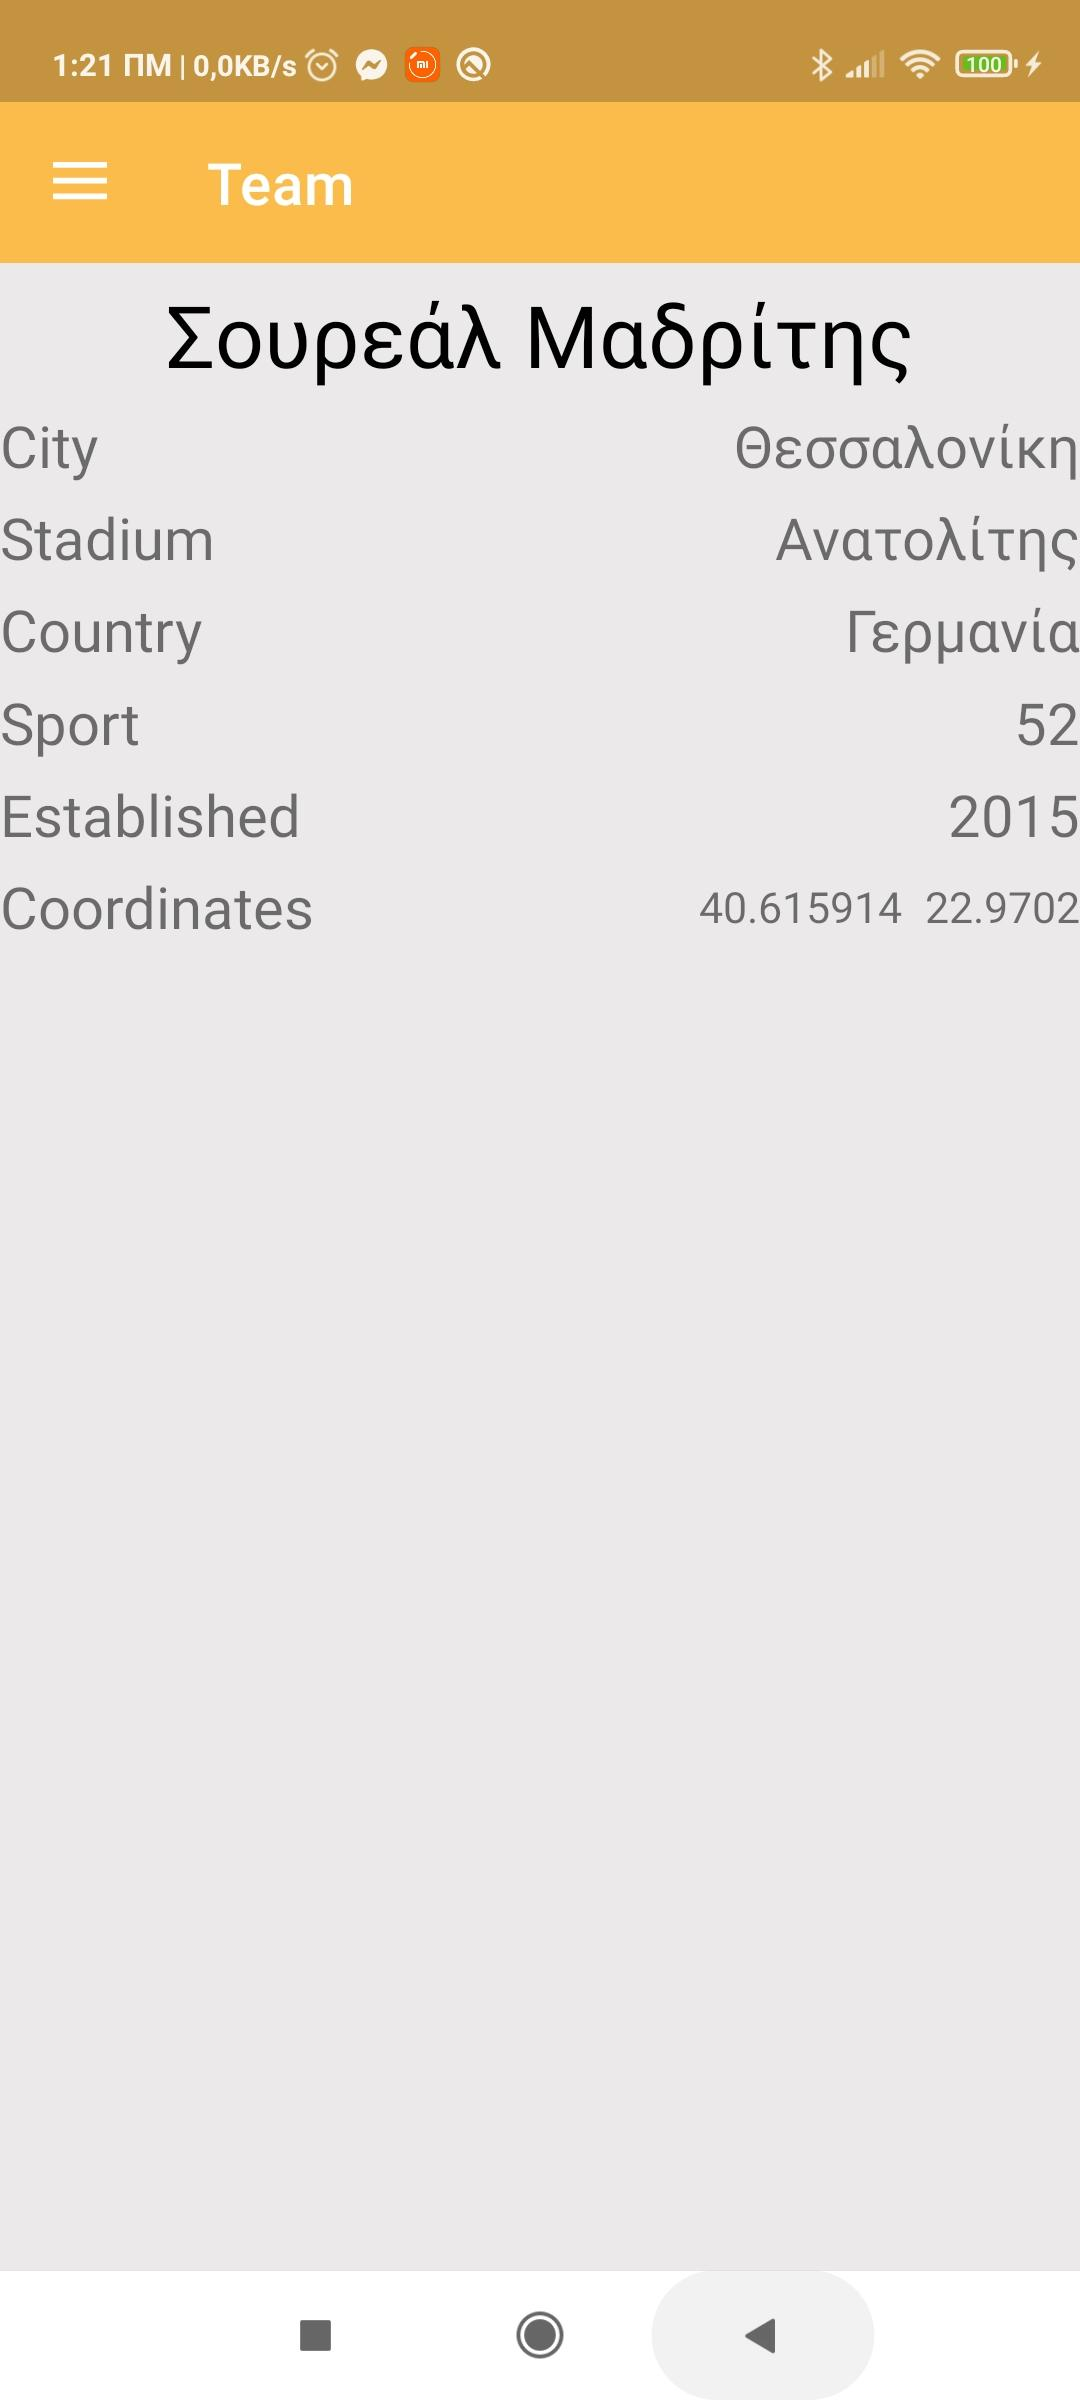 1:21 ΠΜ | 0,0KB/s 100
Team
Σουρεάλ Μαδρίτης
City Θεσσαλονίκη
Stadium Ανατολίτης
Country Γερμανία
Sport 52
Established 2015
Coordinates 40.615914 22.9702